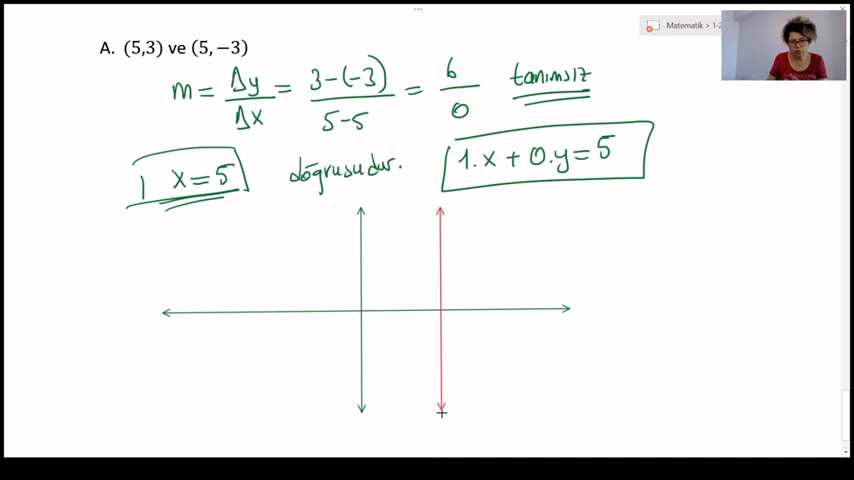 Matematik > 1-2
A. (5,3) ve (5, −3)
m = Δy/Δx = 3-(-3)/5-5 = 6/0 tanımsız
x = 5 doğrusudur. 1.x + 0.y = 5